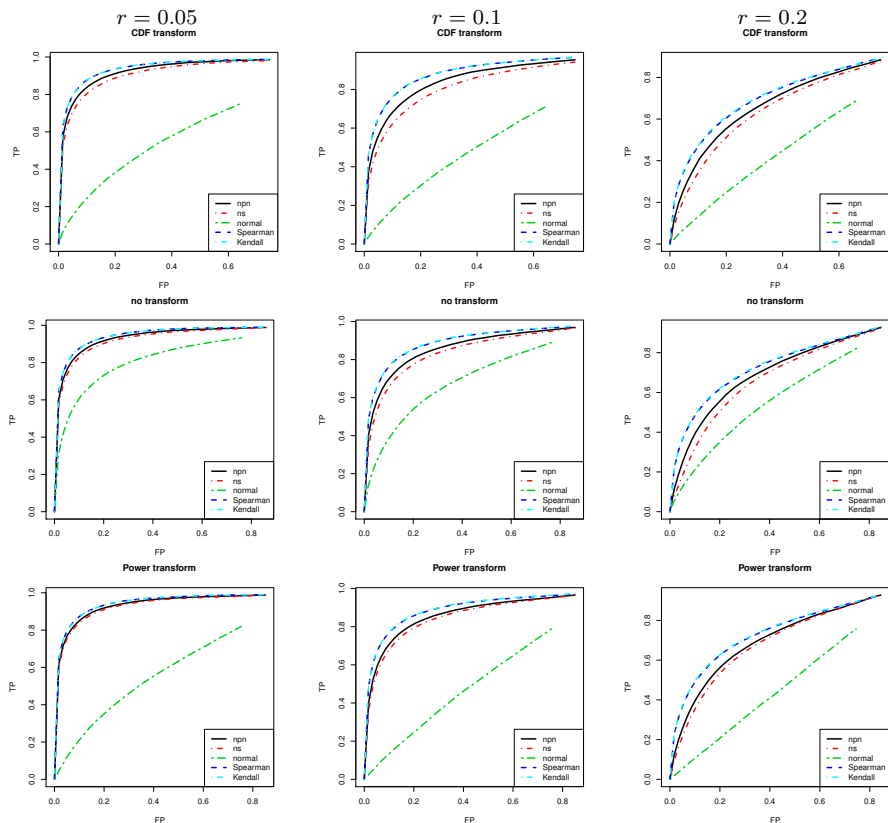 r = 0.05
r = 0.1
r = 0.2
CDF transform
CDF transform
CDF transform
TP
0.0 0.2 0.4 0.6 0.8 1.0
npn
ns
normal
Spearman
Kendall
0.0 0.2 0.4 0.6
FP
TP
0.0 0.2 0.4 0.6 0.8
npn
ns
normal
Spearman
Kendall
0.0 0.2 0.4 0.6
FP
TP
0.0 0.2 0.4 0.6 0.8
npn
ns
normal
Spearman
Kendall
0.0 0.2 0.4 0.6
FP
no transform
no transform
no transform
TP
0.0 0.2 0.4 0.6 0.8 1.0
npn
ns
normal
Spearman
Kendall
0.0 0.2 0.4 0.6 0.8
FP
TP
0.0 0.2 0.4 0.6 0.8
npn
ns
normal
Spearman
Kendall
0.0 0.2 0.4 0.6 0.8
FP
TP
0.0 0.2 0.4 0.6 0.8
npn
ns
normal
Spearman
Kendall
0.0 0.2 0.4 0.6 0.8
FP
Power transform
Power transform
Power transform
TP
0.0 0.2 0.4 0.6 0.8 1.0
npn
ns
normal
Spearman
Kendall
0.0 0.2 0.4 0.6 0.8
FP
TP
0.0 0.2 0.4 0.6 0.8 1.0
npn
ns
normal
Spearman
Kendall
0.0 0.2 0.4 0.6 0.8
FP
TP
0.0 0.2 0.4 0.6 0.8
npn
ns
normal
Spearman
Kendall
0.0 0.2 0.4 0.6 0.8
FP